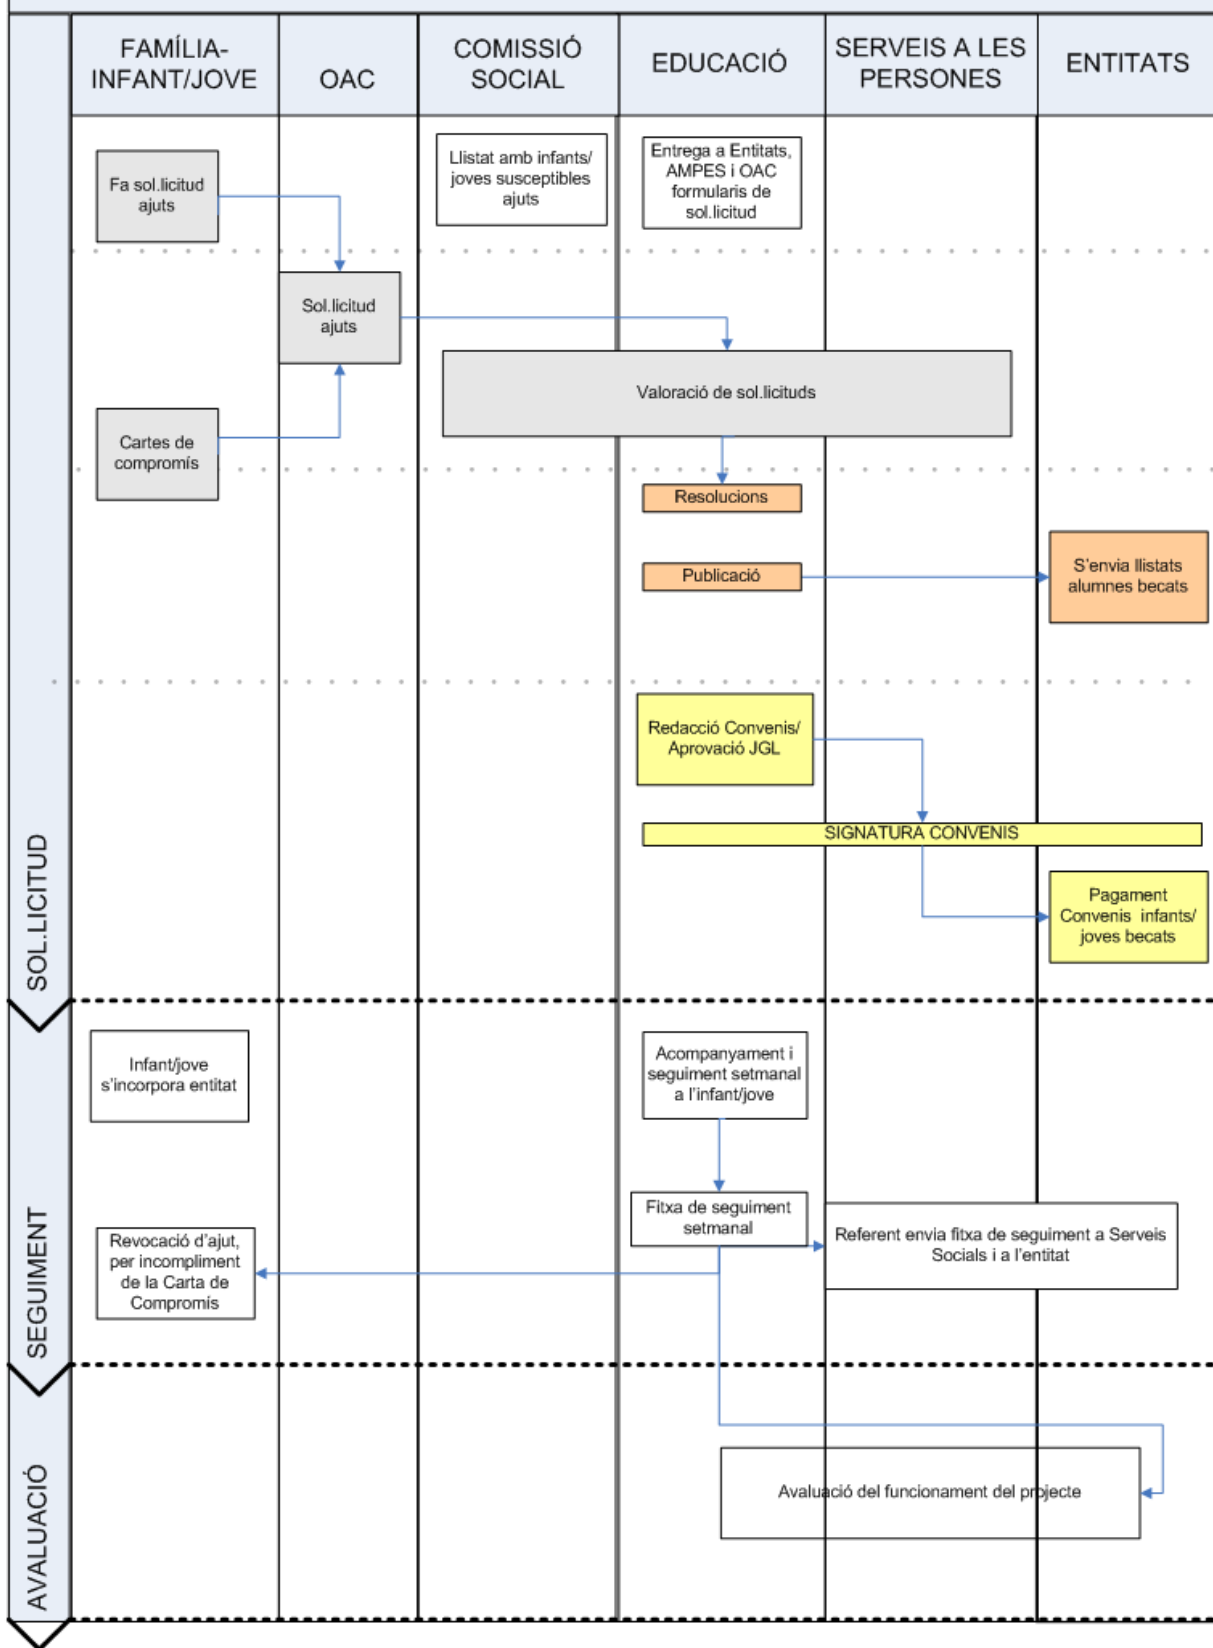 FAMÍLIA-
INFANT/JOVE
OAC
COMISSIÓ
SOCIAL
EDUCACIÓ
SERVEIS A LES
PERSONES
ENTITATS
SOL.LICITUD
Fa sol.licitud
ajuts
Llistat amb infants/
joves susceptibles
ajuts
Entrega a Entitats,
AMPES i OAC
formularis de
sol.licitud
Sol.licitud
ajuts
Valoració de sol.licituds
Cartes de
compromís
Resolucions
Publicació
S'envia llistats
alumnes becats
Redacció Convenis/
Aprovació JGL
SIGNATURA CONVENIS
Pagament
Convenis infants/
joves becats
SEGUIMENT
Infant/jove
s'incorpora entitat
Acompanyament i
seguiment setmanal
a l'infant/jove
Fitxa de seguiment
setmanal
Referent envia fitxa de seguiment a Serveis
Socials i a l'entitat
Revocació d'ajut,
per incompliment
de la Carta de
Compromís
AVALUACIÓ
Avaluació del funcionament del projecte